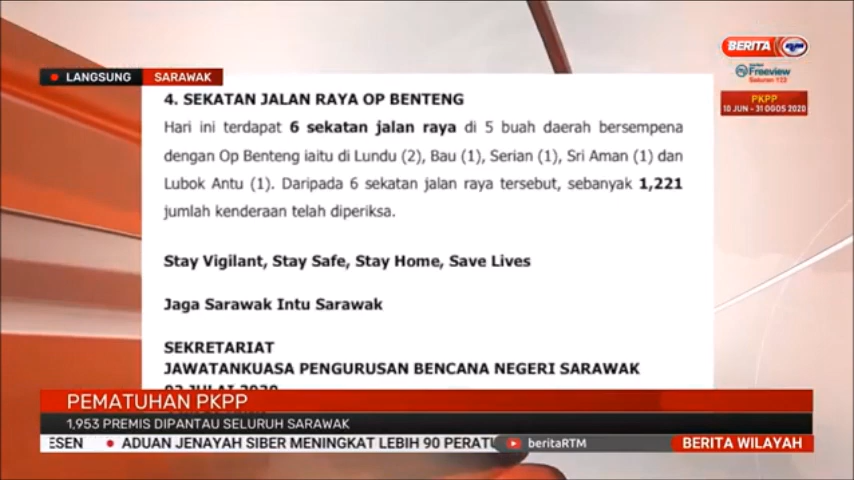 BERITA
Freeview
Saluran 123
PKPP
10 JUN - 31 OGOS 2020
LANGSUNG
SARAWAK
4. SEKATAN JALAN RAYA OP BENTENG
Hari ini terdapat 6 sekatan jalan raya di 5 buah daerah bersempena
dengan Op Benteng iaitu di Lundu (2), Bau (1), Serian (1), Sri Aman (1) dan
Lubok Antu (1). Daripada 6 sekatan jalan raya tersebut, sebanyak 1,221
jumlah kenderaan telah diperiksa.
Stay Vigilant, Stay Safe, Stay Home, Save Lives
Jaga Sarawak Intu Sarawak
SEKRETARIAT
JAWATANKUASA PENGURUSAN BENCANA NEGERI SARAWAK
PEMATUHAN PKPP
1,953 PREMIS DIPANTAU SELURUH SARAWAK
ESEN • ADUAN JENAYAH SIBER MENINGKAT LEBIH 90 PERATU
beritaRTM
BERITA WILAYAH